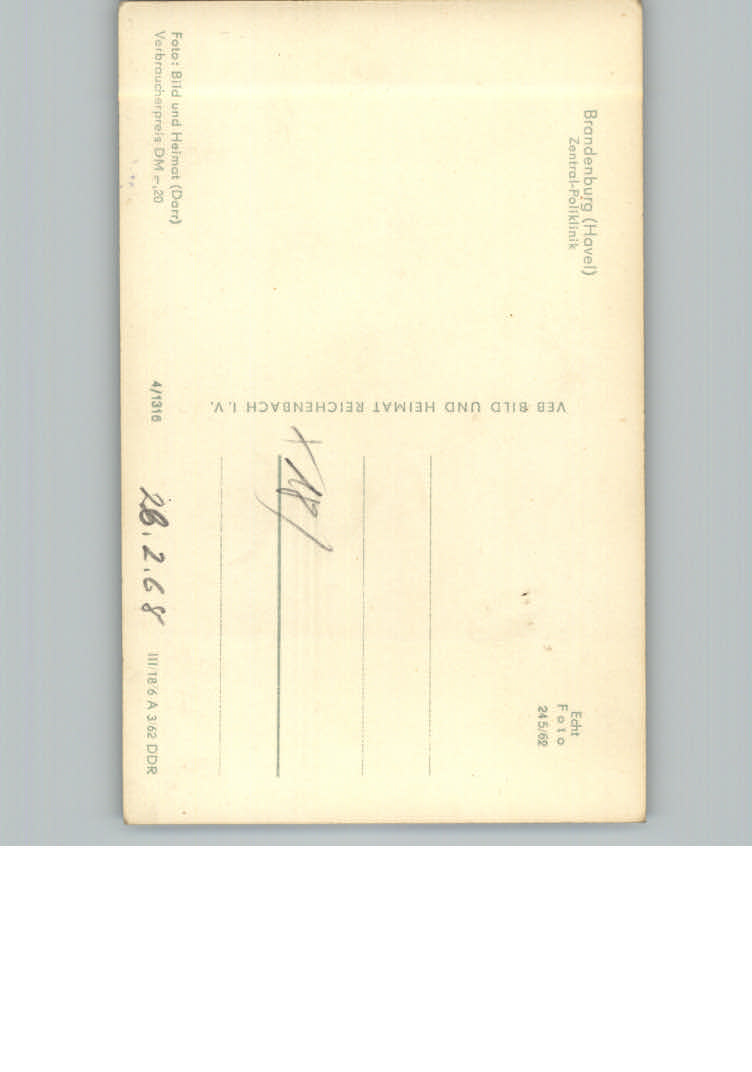 Brandenburg (Havel)
Zentral-Poliklinik
Foto: Bild und Heimat (Darr)
Verbraucherpreis DM -,20
VEB BILD UND HEIMAT REICHENBACH I. V.
4/1316
Echt
Foto
245/62
26.2.68
III/18/6 A 3/62 DDR